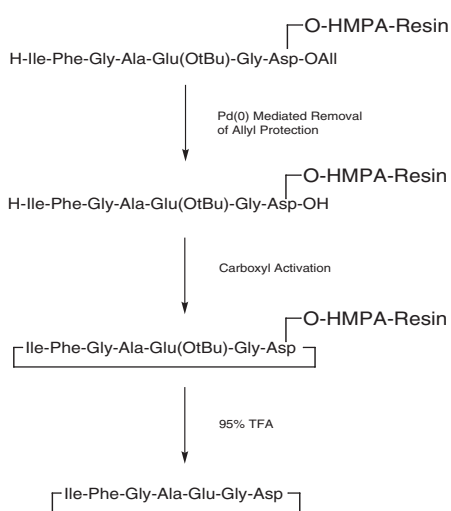 O-HMPA-Resin
H-Ile-Phe-Gly-Ala-Glu(OtBu)-Gly-Asp-OAll
Pd(0) Mediated Removal
of Allyl Protection
O-HMPA-Resin
H-Ile-Phe-Gly-Ala-Glu(OtBu)-Gly-Asp-OH
Carboxyl Activation
O-HMPA-Resin
Ile-Phe-Gly-Ala-Glu(OtBu)-Gly-Asp
95% TFA
Ile-Phe-Gly-Ala-Glu-Gly-Asp